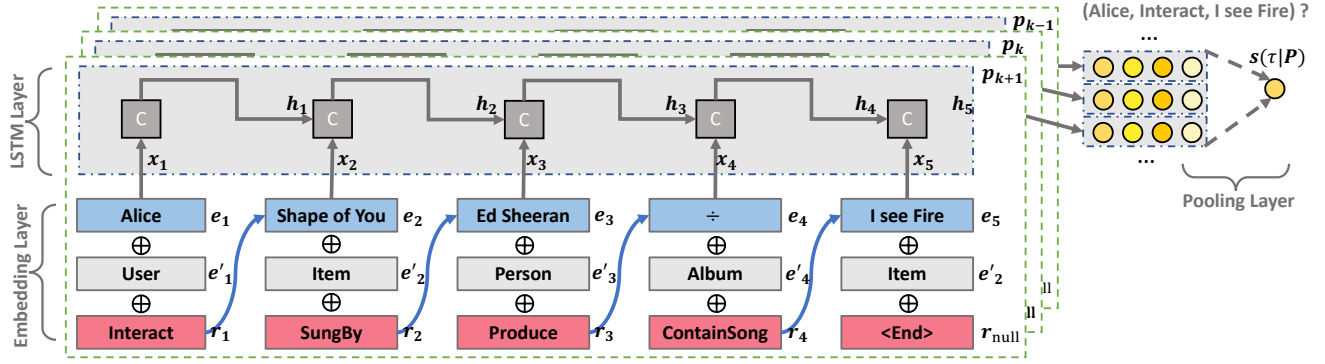 p_{k-1}
(Alice, Interact, I see Fire) ?
...
p_k
s(τ|P)
p_{k+1}
LSTM Layer
h_1 h_2 h_3 h_4 h_5
C C C C C
x_1 x_2 x_3 x_4 x_5
...
Pooling Layer
Embedding Layer
Alice e_1 Shape of You e_2 Ed Sheeran e_3 ÷ e_4 I see Fire e_5
⊕ ⊕ ⊕ ⊕ ⊕
User e'_1 Item e'_2 Person e'_3 Album e'_4 Item e'_2
ll
⊕ ⊕ ⊕ ⊕ ⊕
ll
Interact r_1 SungBy r_2 Produce r_3 ContainSong r_4 <End> r_null